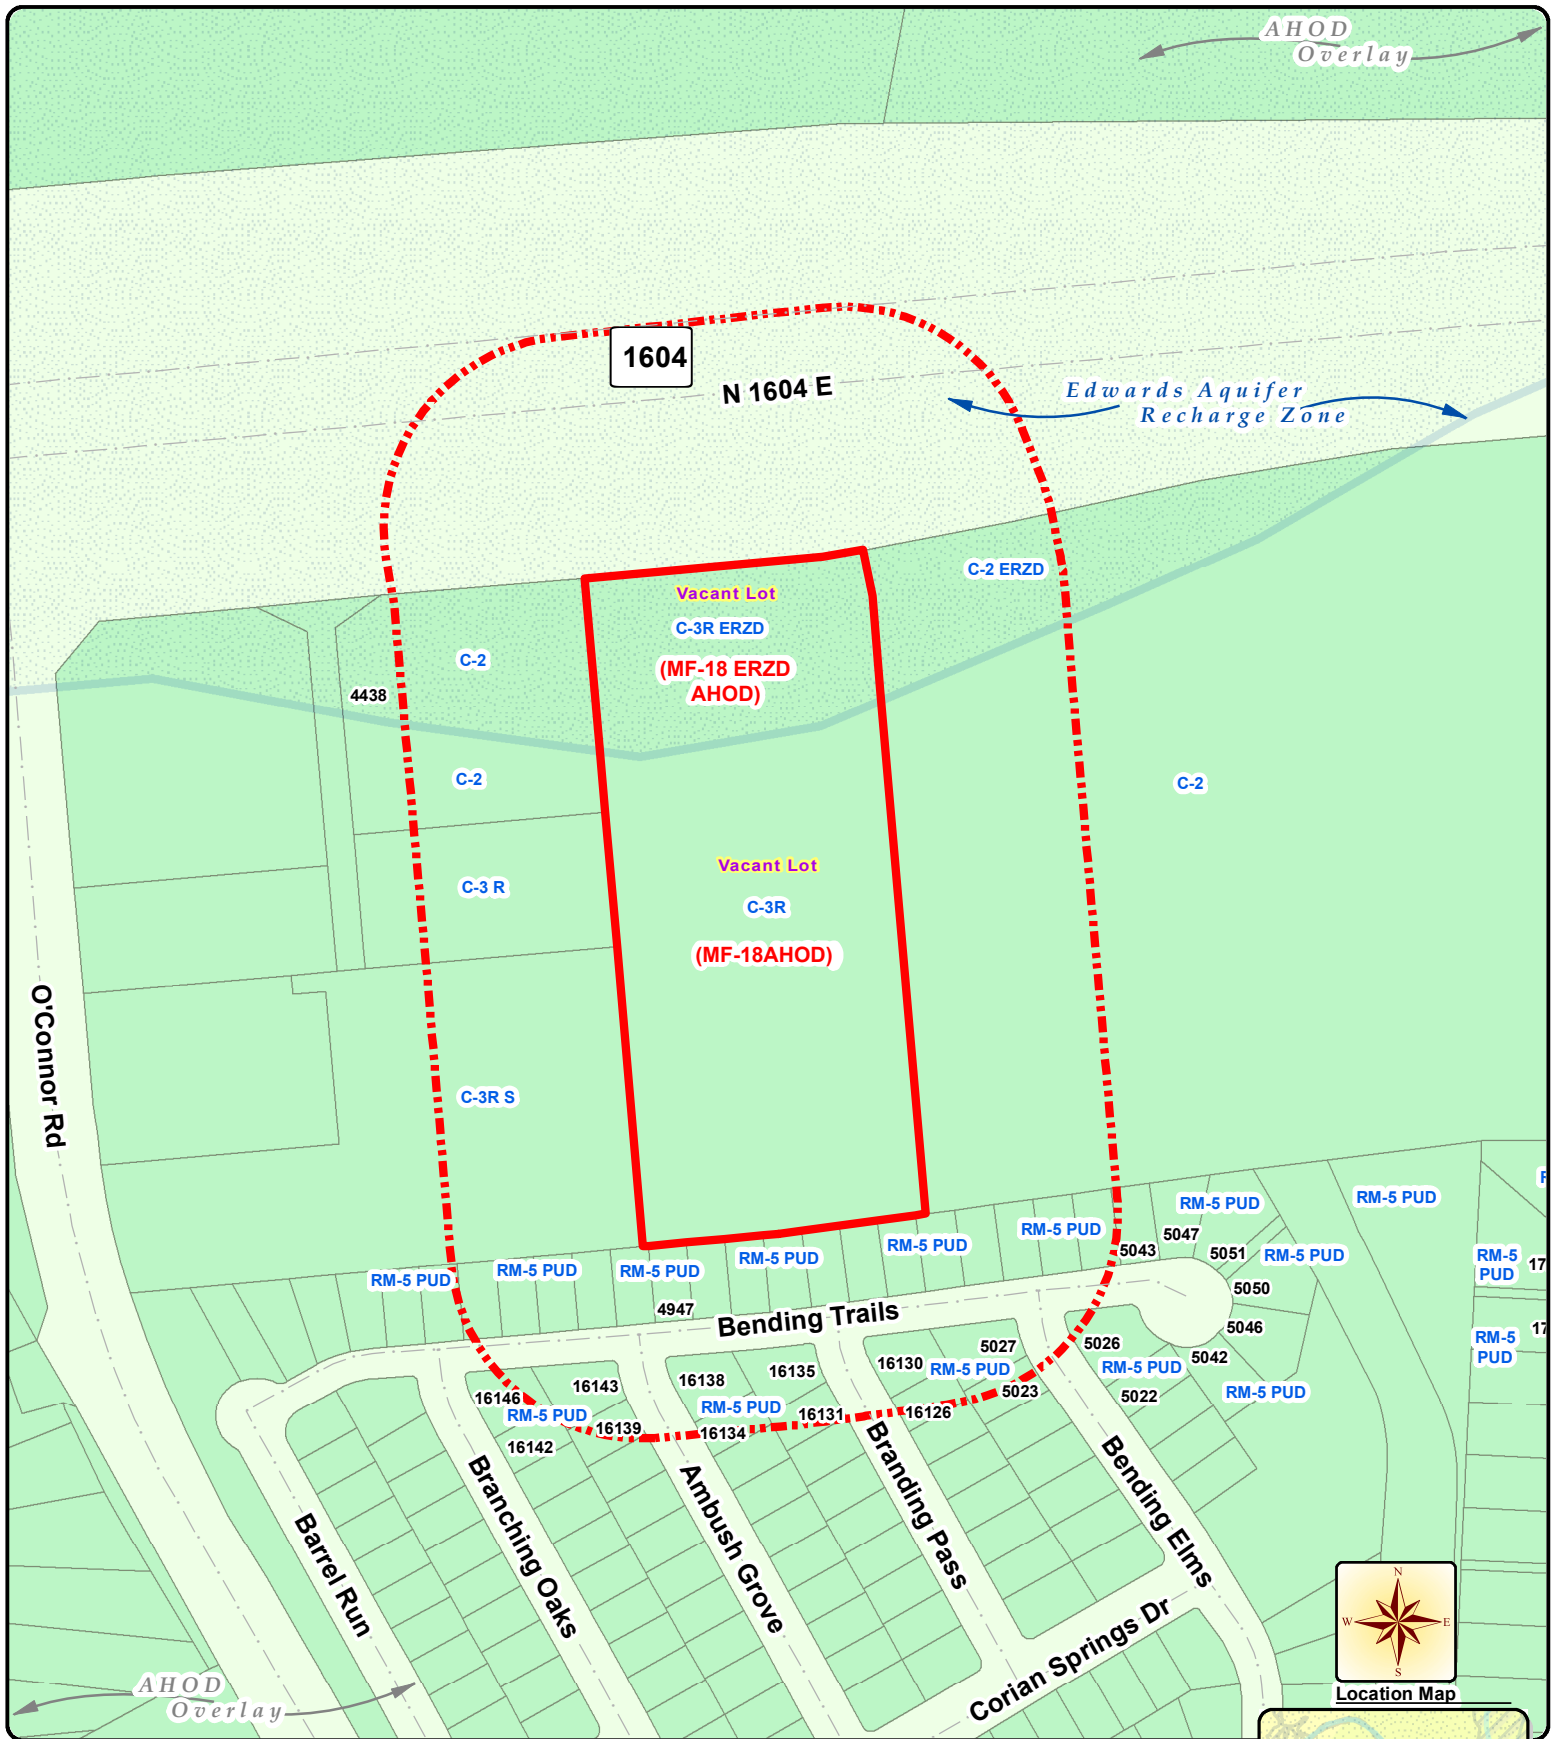 AHOD
Overlay
1604
N 1604 E
Edwards Aquifer
Recharge Zone
C-2 ERZD
Vacant Lot
C-3R ERZD
(MF-18 ERZD
AHOD)
C-2
4438
C-2
C-2
Vacant Lot
C-3 R
C-3R
(MF-18AHOD)
O'Connor Rd
C-3R S
RM-5 PUD
RM-5 PUD
RM-5 PUD
5047
5043
5051
RM-5 PUD
RM-5 PUD
RM-5 PUD
RM-5 PUD
RM-5 PUD
RM-5 PUD
RM-5 PUD
RM-5
PUD
17
5050
4947
Bending Trails
5046
17
RM-5
PUD
5027
5026
5042
16130
RM-5 PUD
RM-5 PUD
16135
16138
16143
5023
5022
RM-5 PUD
16146
RM-5 PUD
RM-5 PUD
16131
16126
16139
16134
16142
Branching Oaks
Ambush Grove
Branding Pass
Bending Elms
Barrel Run
Corian Springs Dr
N
W
E
S
AHOD
Overlay
Location Map